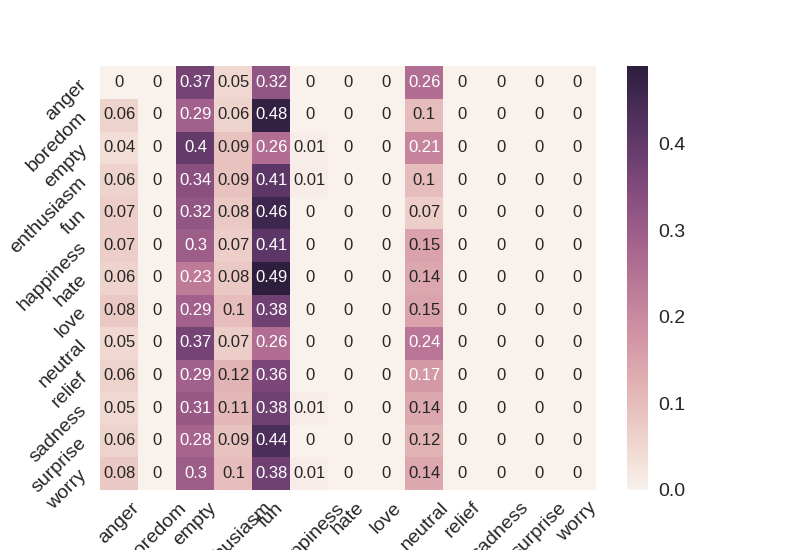 anger 0 0 0.37 0.05 0.32 0 0 0 0.26 0 0 0 0
boredom 0.06 0 0.29 0.06 0.48 0 0 0 0.1 0 0 0 0
empty 0.04 0 0.4 0.09 0.26 0.01 0 0 0.21 0 0 0 0
enthusiasm 0.06 0 0.34 0.09 0.41 0.01 0 0 0.1 0 0 0 0
fun 0.07 0 0.32 0.08 0.46 0 0 0 0.07 0 0 0 0
happiness 0.07 0 0.3 0.07 0.41 0 0 0 0.15 0 0 0 0
hate 0.06 0 0.23 0.08 0.49 0 0 0 0.14 0 0 0 0
love 0.08 0 0.29 0.1 0.38 0 0 0 0.15 0 0 0 0
neutral 0.05 0 0.37 0.07 0.26 0 0 0 0.24 0 0 0 0
relief 0.06 0 0.29 0.12 0.36 0 0 0 0.17 0 0 0 0
sadness 0.05 0 0.31 0.11 0.38 0.01 0 0 0.14 0 0 0 0
surprise 0.06 0 0.28 0.09 0.44 0 0 0 0.12 0 0 0 0
worry 0.08 0 0.3 0.1 0.38 0.01 0 0 0.14 0 0 0 0
anger oredom empty husiasm fun ppiness hate love neutral relief adness surprise worry
0.4
0.3
0.2
0.1
0.0